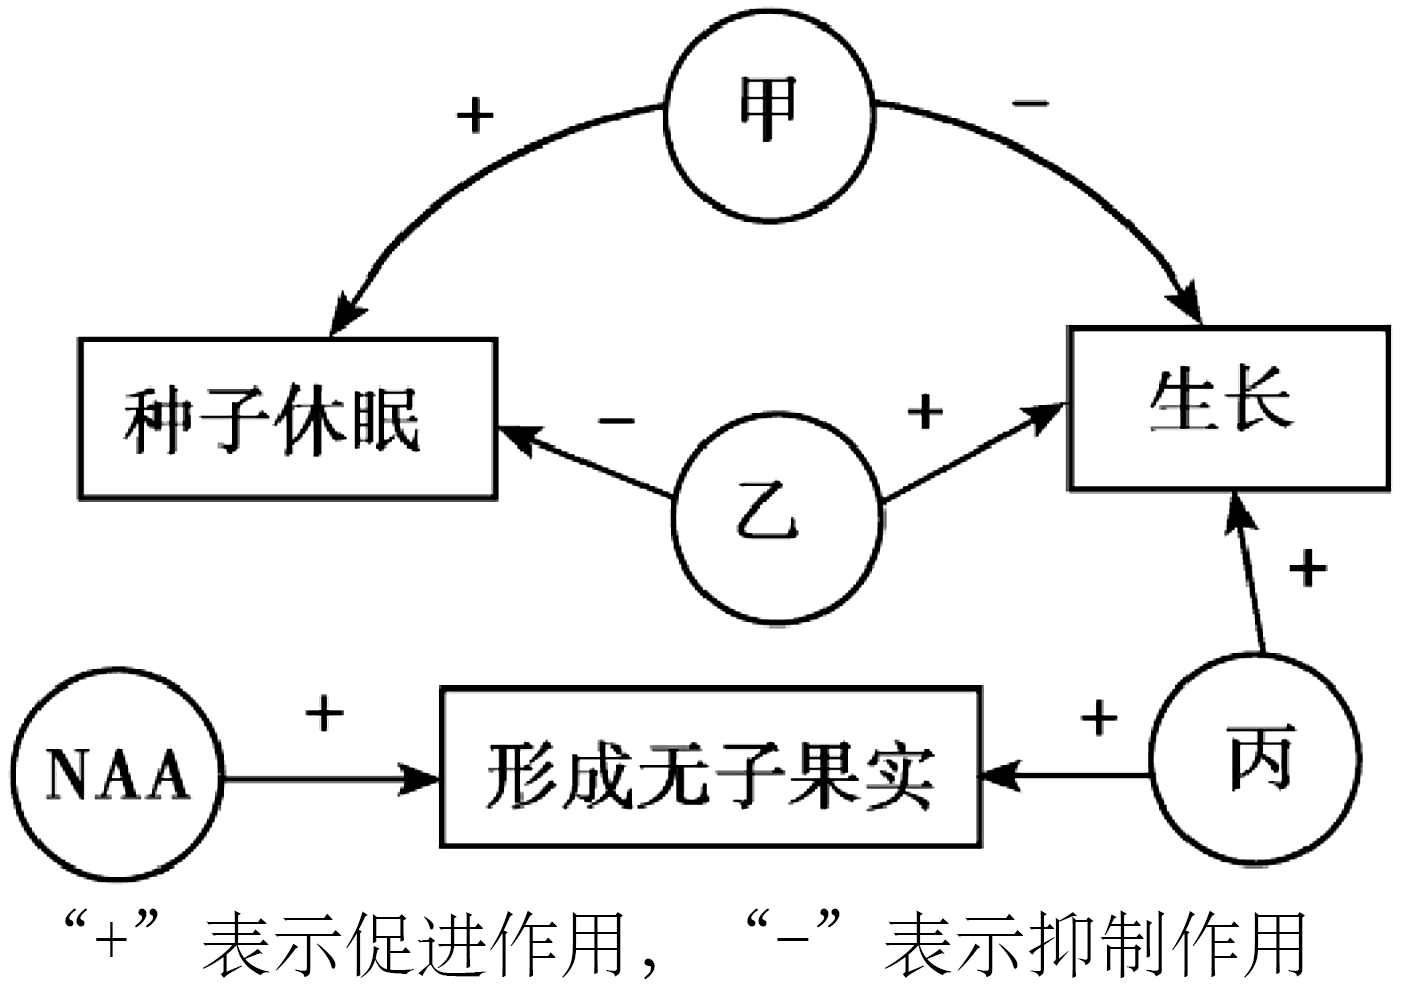 甲
+
-
种子休眠
生长
-
+
乙
+
NAA
+
形成无子果实
+
丙
“+”表示促进作用，“-”表示抑制作用